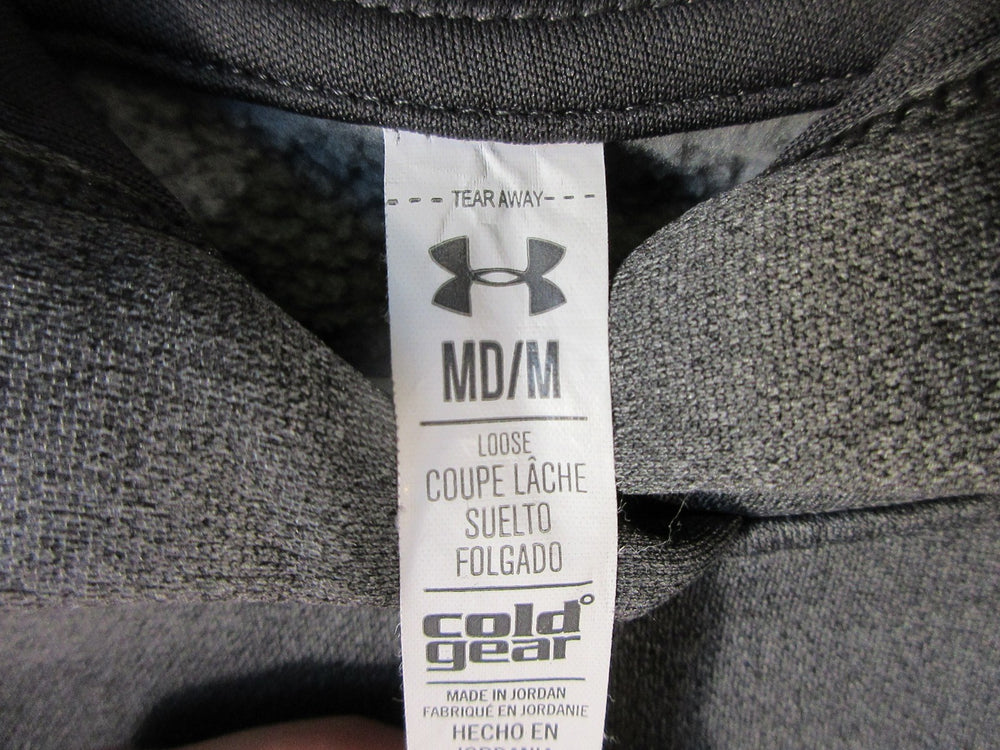 TEAR AWAY
MD/M
LOOSE
COUPE LÂCHE
SUELTO
FOLGADO
cold°
gear
MADE IN JORDAN
FABRIQUÉ EN JORDANIE
HECHO EN